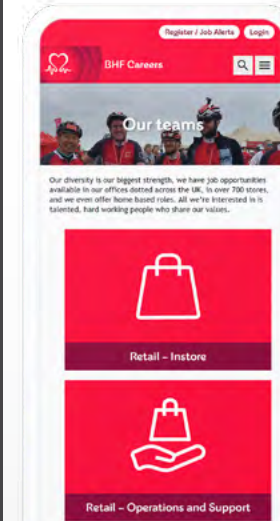 Register / Job Alerts
Login
BHF Careers
Our teams
Our diversity is our biggest strength, we have job opportunities
available in our offices dotted across the UK, in over 700 stores,
and we even offer home based roles. All we're interested in is
talented, hard working people who share our values.
Retail – Instore
Retail – Operations and Support